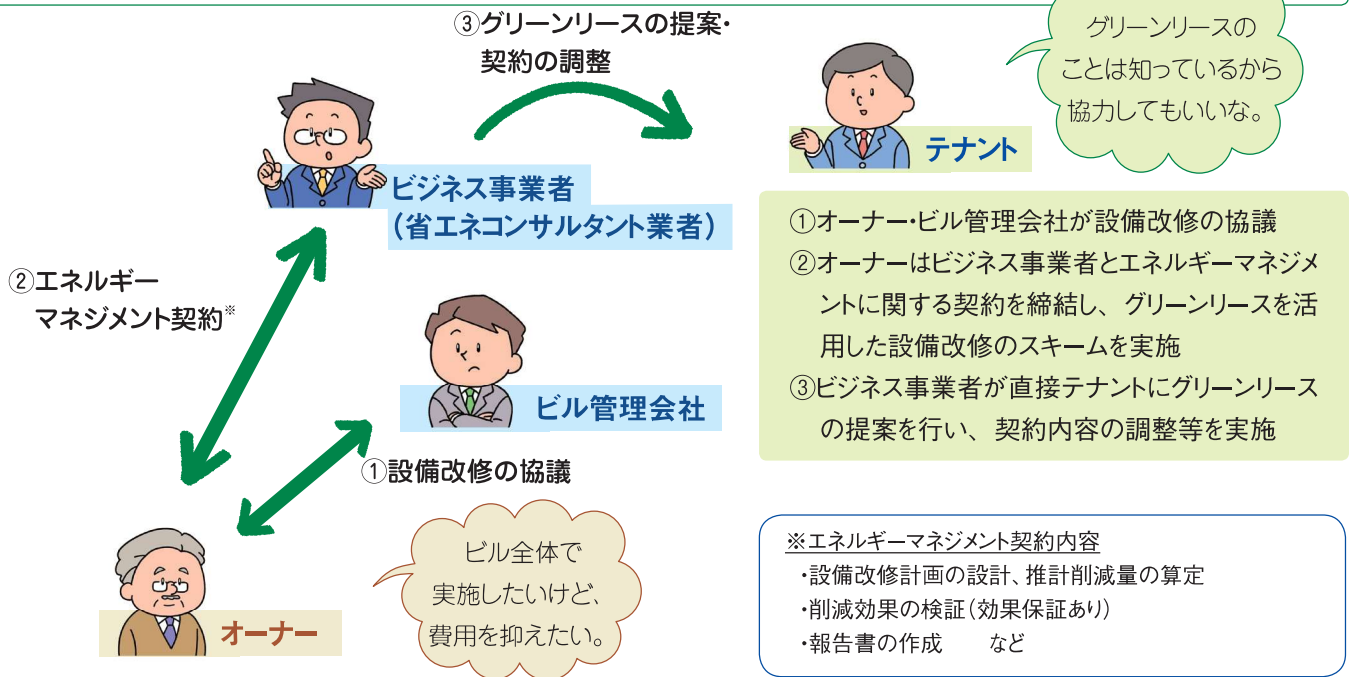 ③グリーンリースの提案・
契約の調整
グリーンリースの
ことは知っているから
協力してもいいな。
テナント
ビジネス事業者
（省エネコンサルタント業者）
②エネルギー
マネジメント契約※
ビル管理会社
①設備改修の協議
オーナー
ビル全体で
実施したいけど、
費用を抑えたい。
①オーナー・ビル管理会社が設備改修の協議
②オーナーはビジネス事業者とエネルギーマネジメ
ントに関する契約を締結し、グリーンリースを活
用した設備改修のスキームを実施
③ビジネス事業者が直接テナントにグリーンリース
の提案を行い、契約内容の調整等を実施
※エネルギーマネジメント契約内容
・設備改修計画の設計、推計削減量の算定
・削減効果の検証（効果保証あり）
・報告書の作成　　など